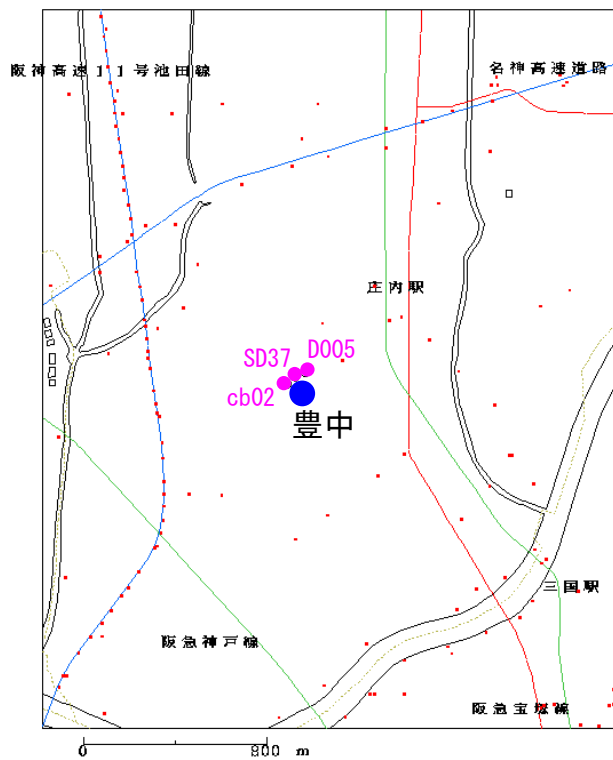 阪神高速11号池田線
名神高速道路
庄内駅
SD37
D005
cb02
豊中
三国駅
阪急神戸線
阪急宝塚線
0 800 m